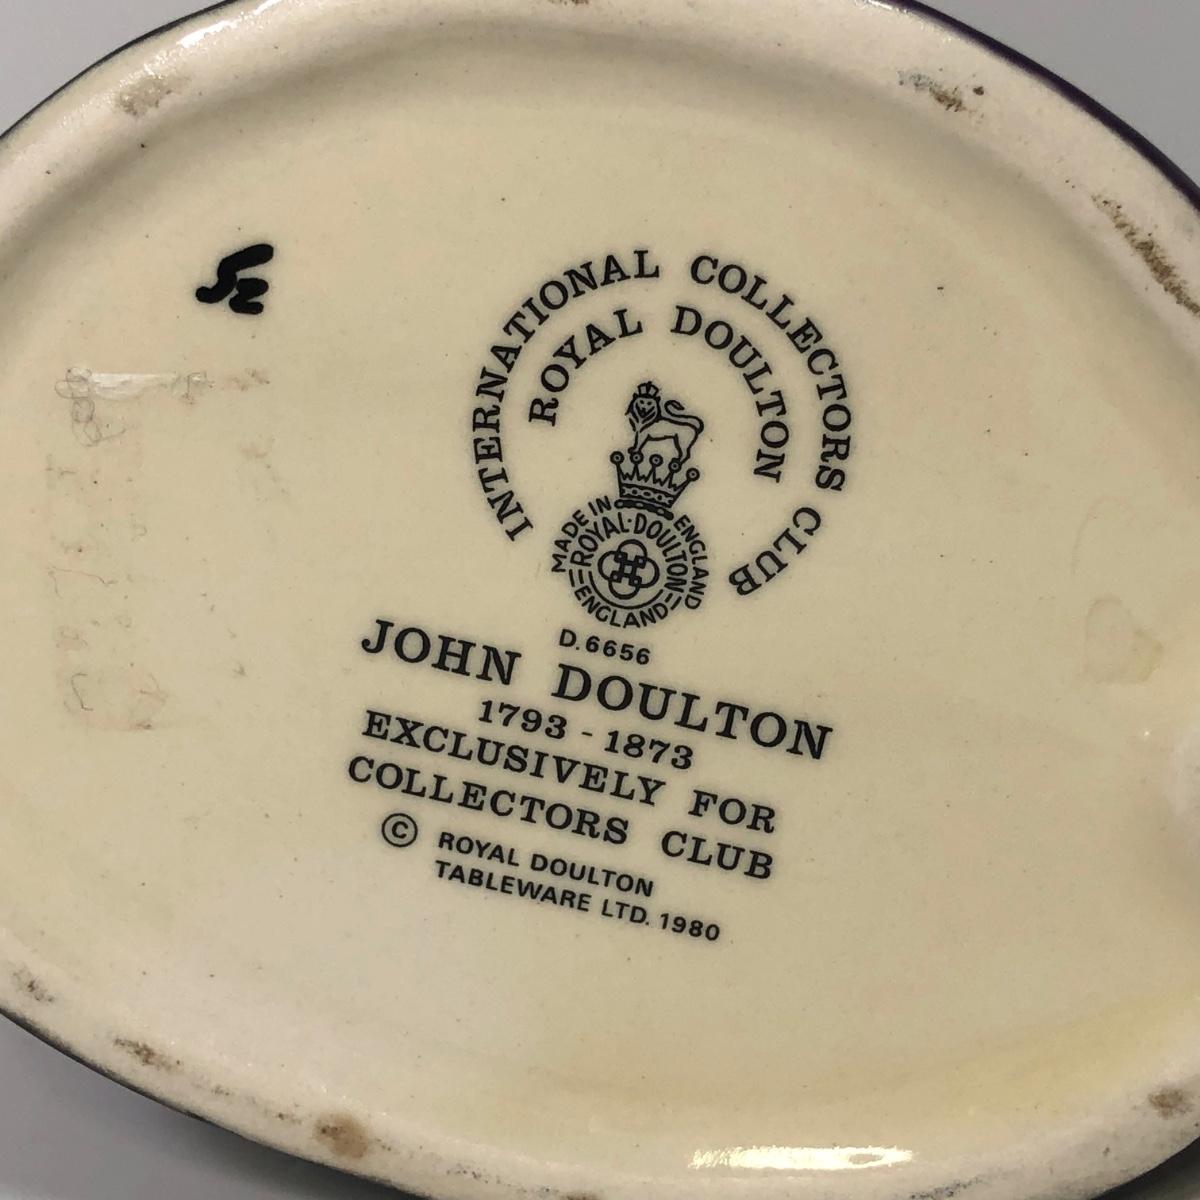 INTERNATIONAL COLLECTORS CLUB
ROYAL DOULTON
MADE IN ENGLAND
ROYAL·DOULTON
ENGLAND
D.6656
JOHN DOULTON
1793 - 1873
EXCLUSIVELY FOR
COLLECTORS CLUB
© ROYAL DOULTON
TABLEWARE LTD. 1980